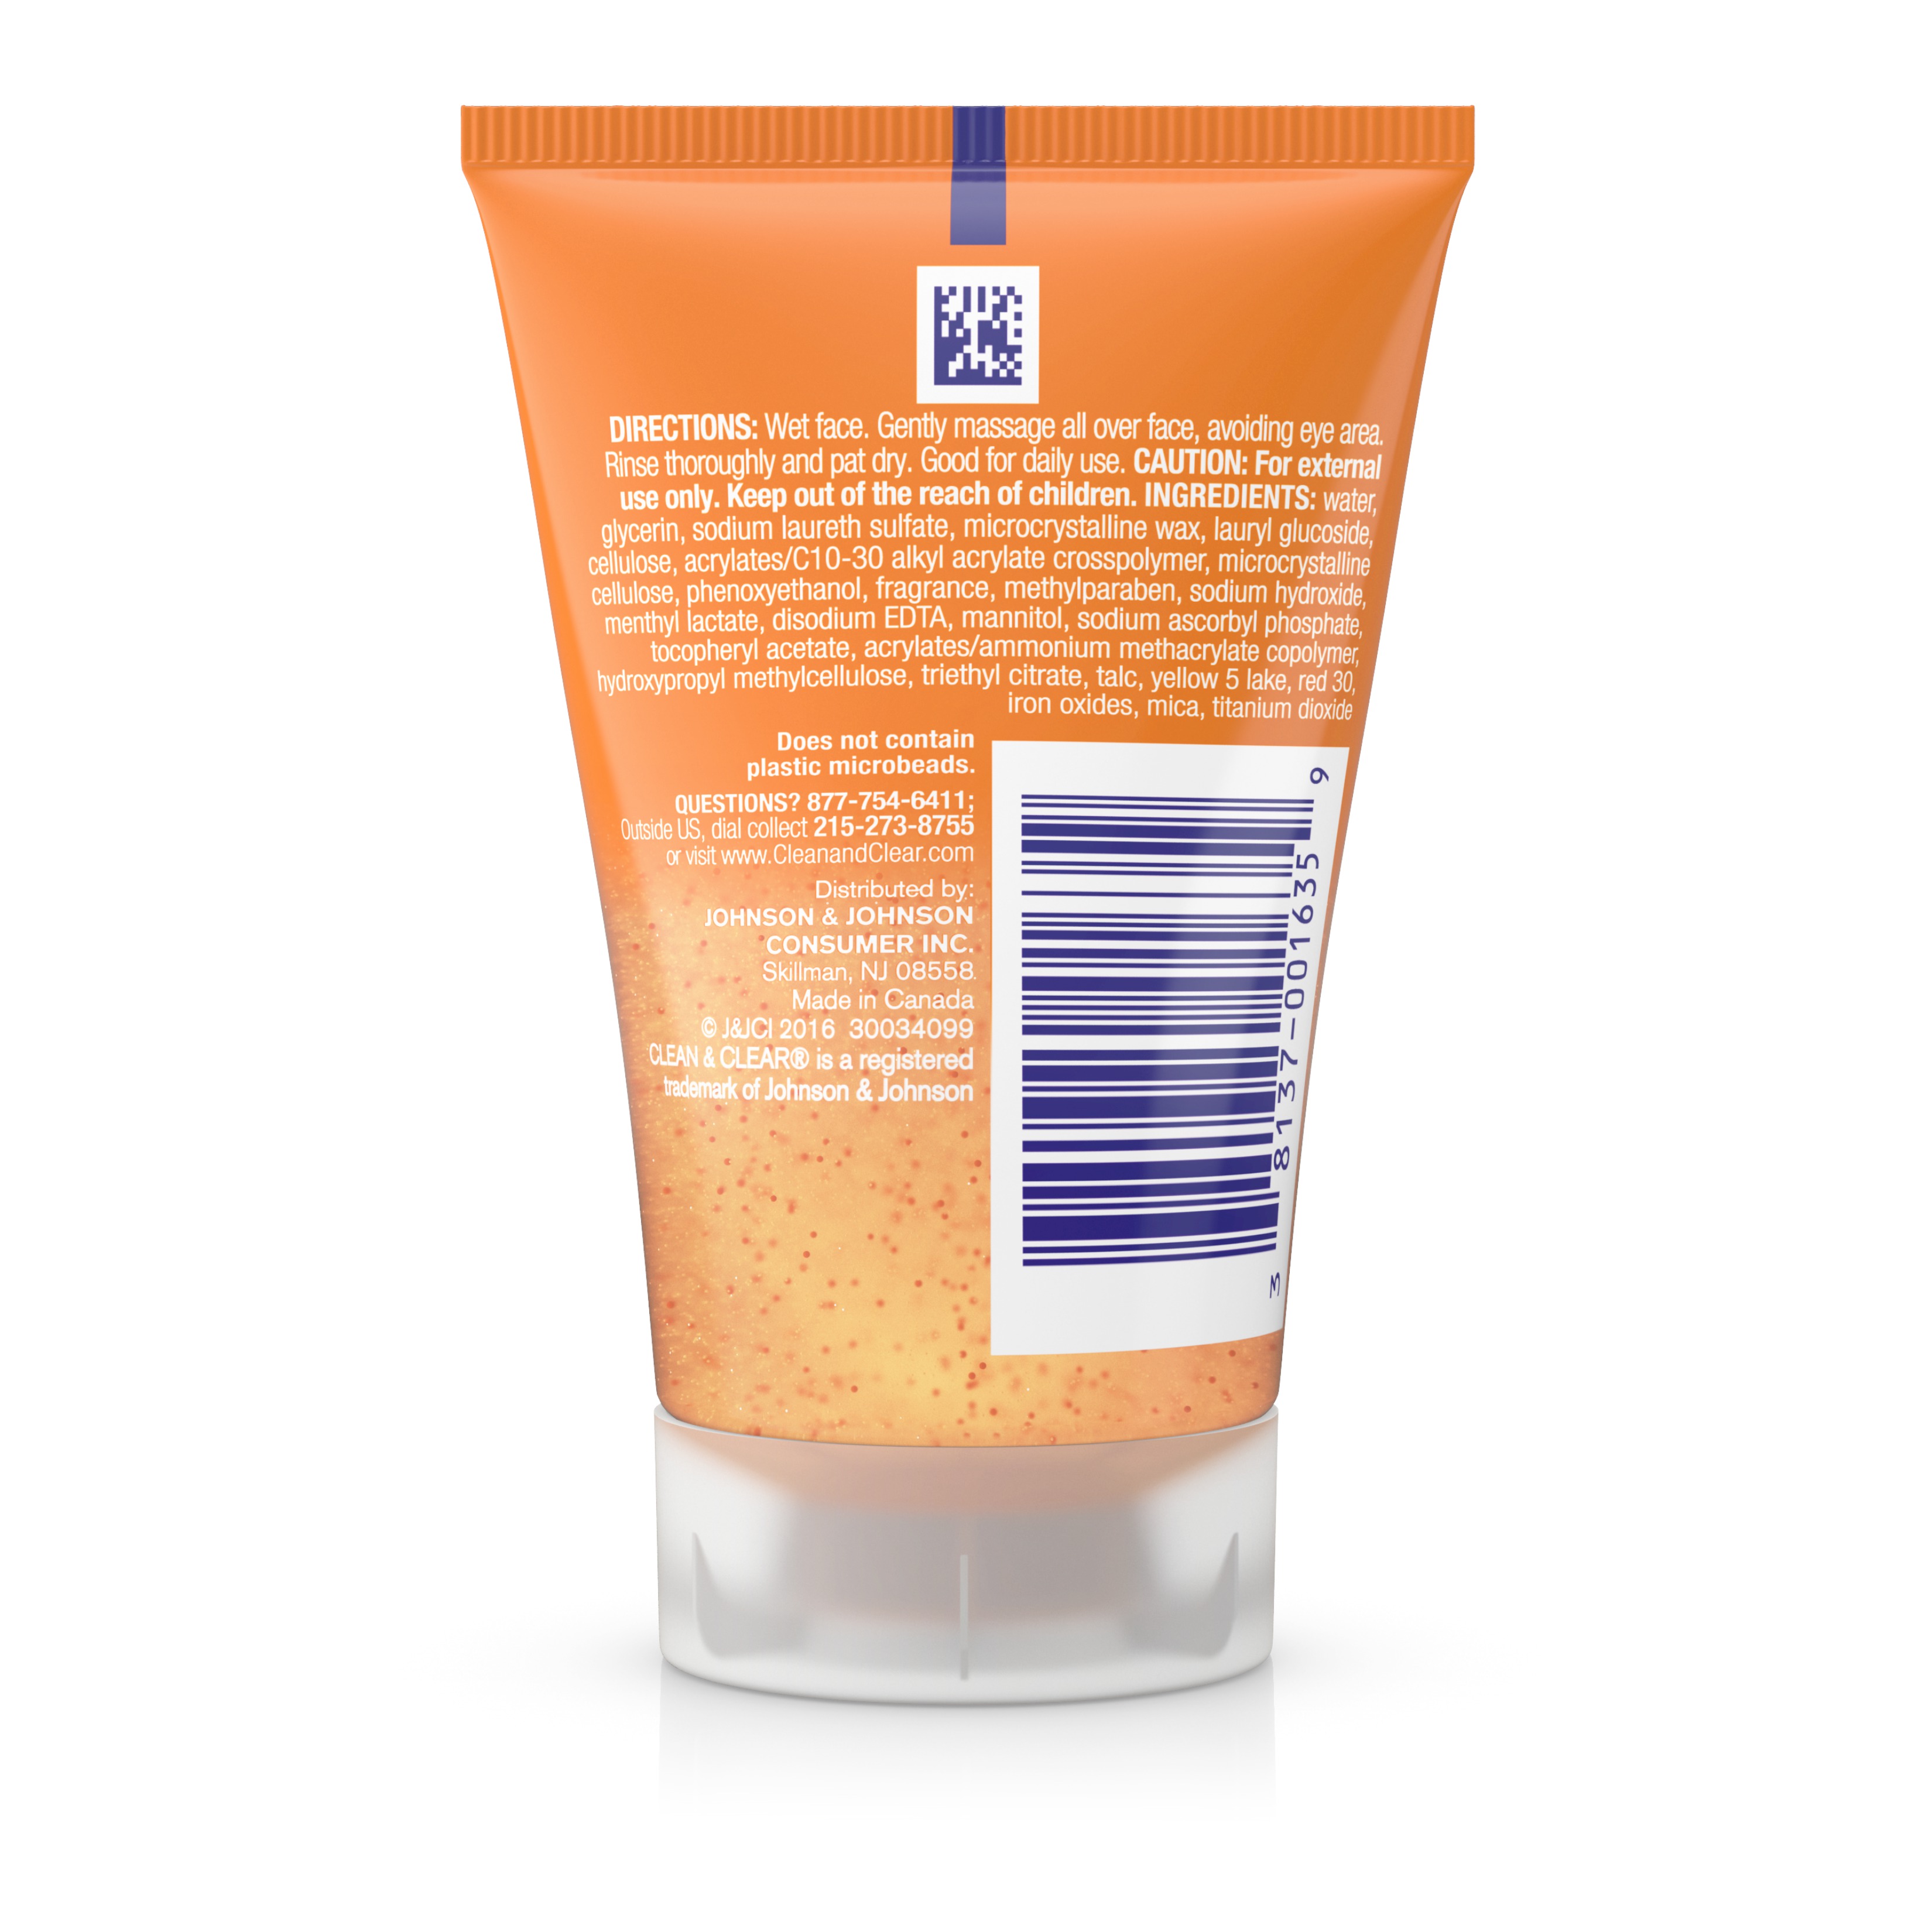 DIRECTIONS: Wet face. Gently massage all over face, avoiding eye area.
Rinse thoroughly and pat dry. Good for daily use. CAUTION: For external
use only. Keep out of the reach of children. INGREDIENTS: water,
glycerin, sodium laureth sulfate, microcrystalline wax, lauryl glucoside,
cellulose, acrylates/C10-30 alkyl acrylate crosspolymer, microcrystalline
cellulose, phenoxyethanol, fragrance, methylparaben, sodium hydroxide,
menthyl lactate, disodium EDTA, mannitol, sodium ascorbyl phosphate,
tocopheryl acetate, acrylates/ammonium methacrylate copolymer,
hydroxypropyl methylcellulose, triethyl citrate, talc, yellow 5 lake, red 30,
iron oxides, mica, titanium dioxide
Does not contain
plastic microbeads.
QUESTIONS? 877-754-6411;
Outside US, dial collect 215-273-8755
or visit www.CleanandClear.com
Distributed by:
JOHNSON & JOHNSON
CONSUMER INC.
Skillman, NJ 08558
Made in Canada
© J&JCI 2016 30034099
CLEAN & CLEAR® is a registered
trademark of Johnson & Johnson
3 8137-001635 9